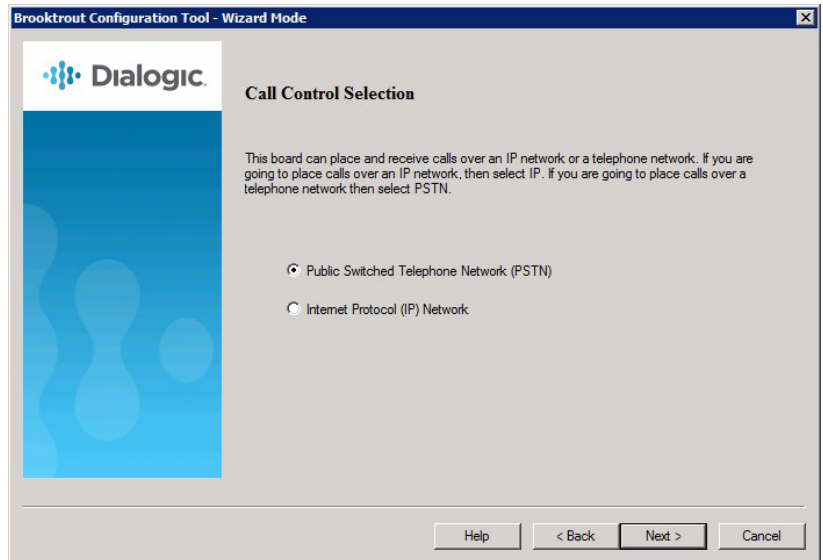 Brooktrout Configuration Tool - Wizard Mode
Dialogic.
Call Control Selection
This board can place and receive calls over an IP network or a telephone network. If you are
going to place calls over an IP network, then select IP. If you are going to place calls over a
telephone network then select PSTN.
Public Switched Telephone Network (PSTN)
Internet Protocol (IP) Network
Help
< Back
Next >
Cancel